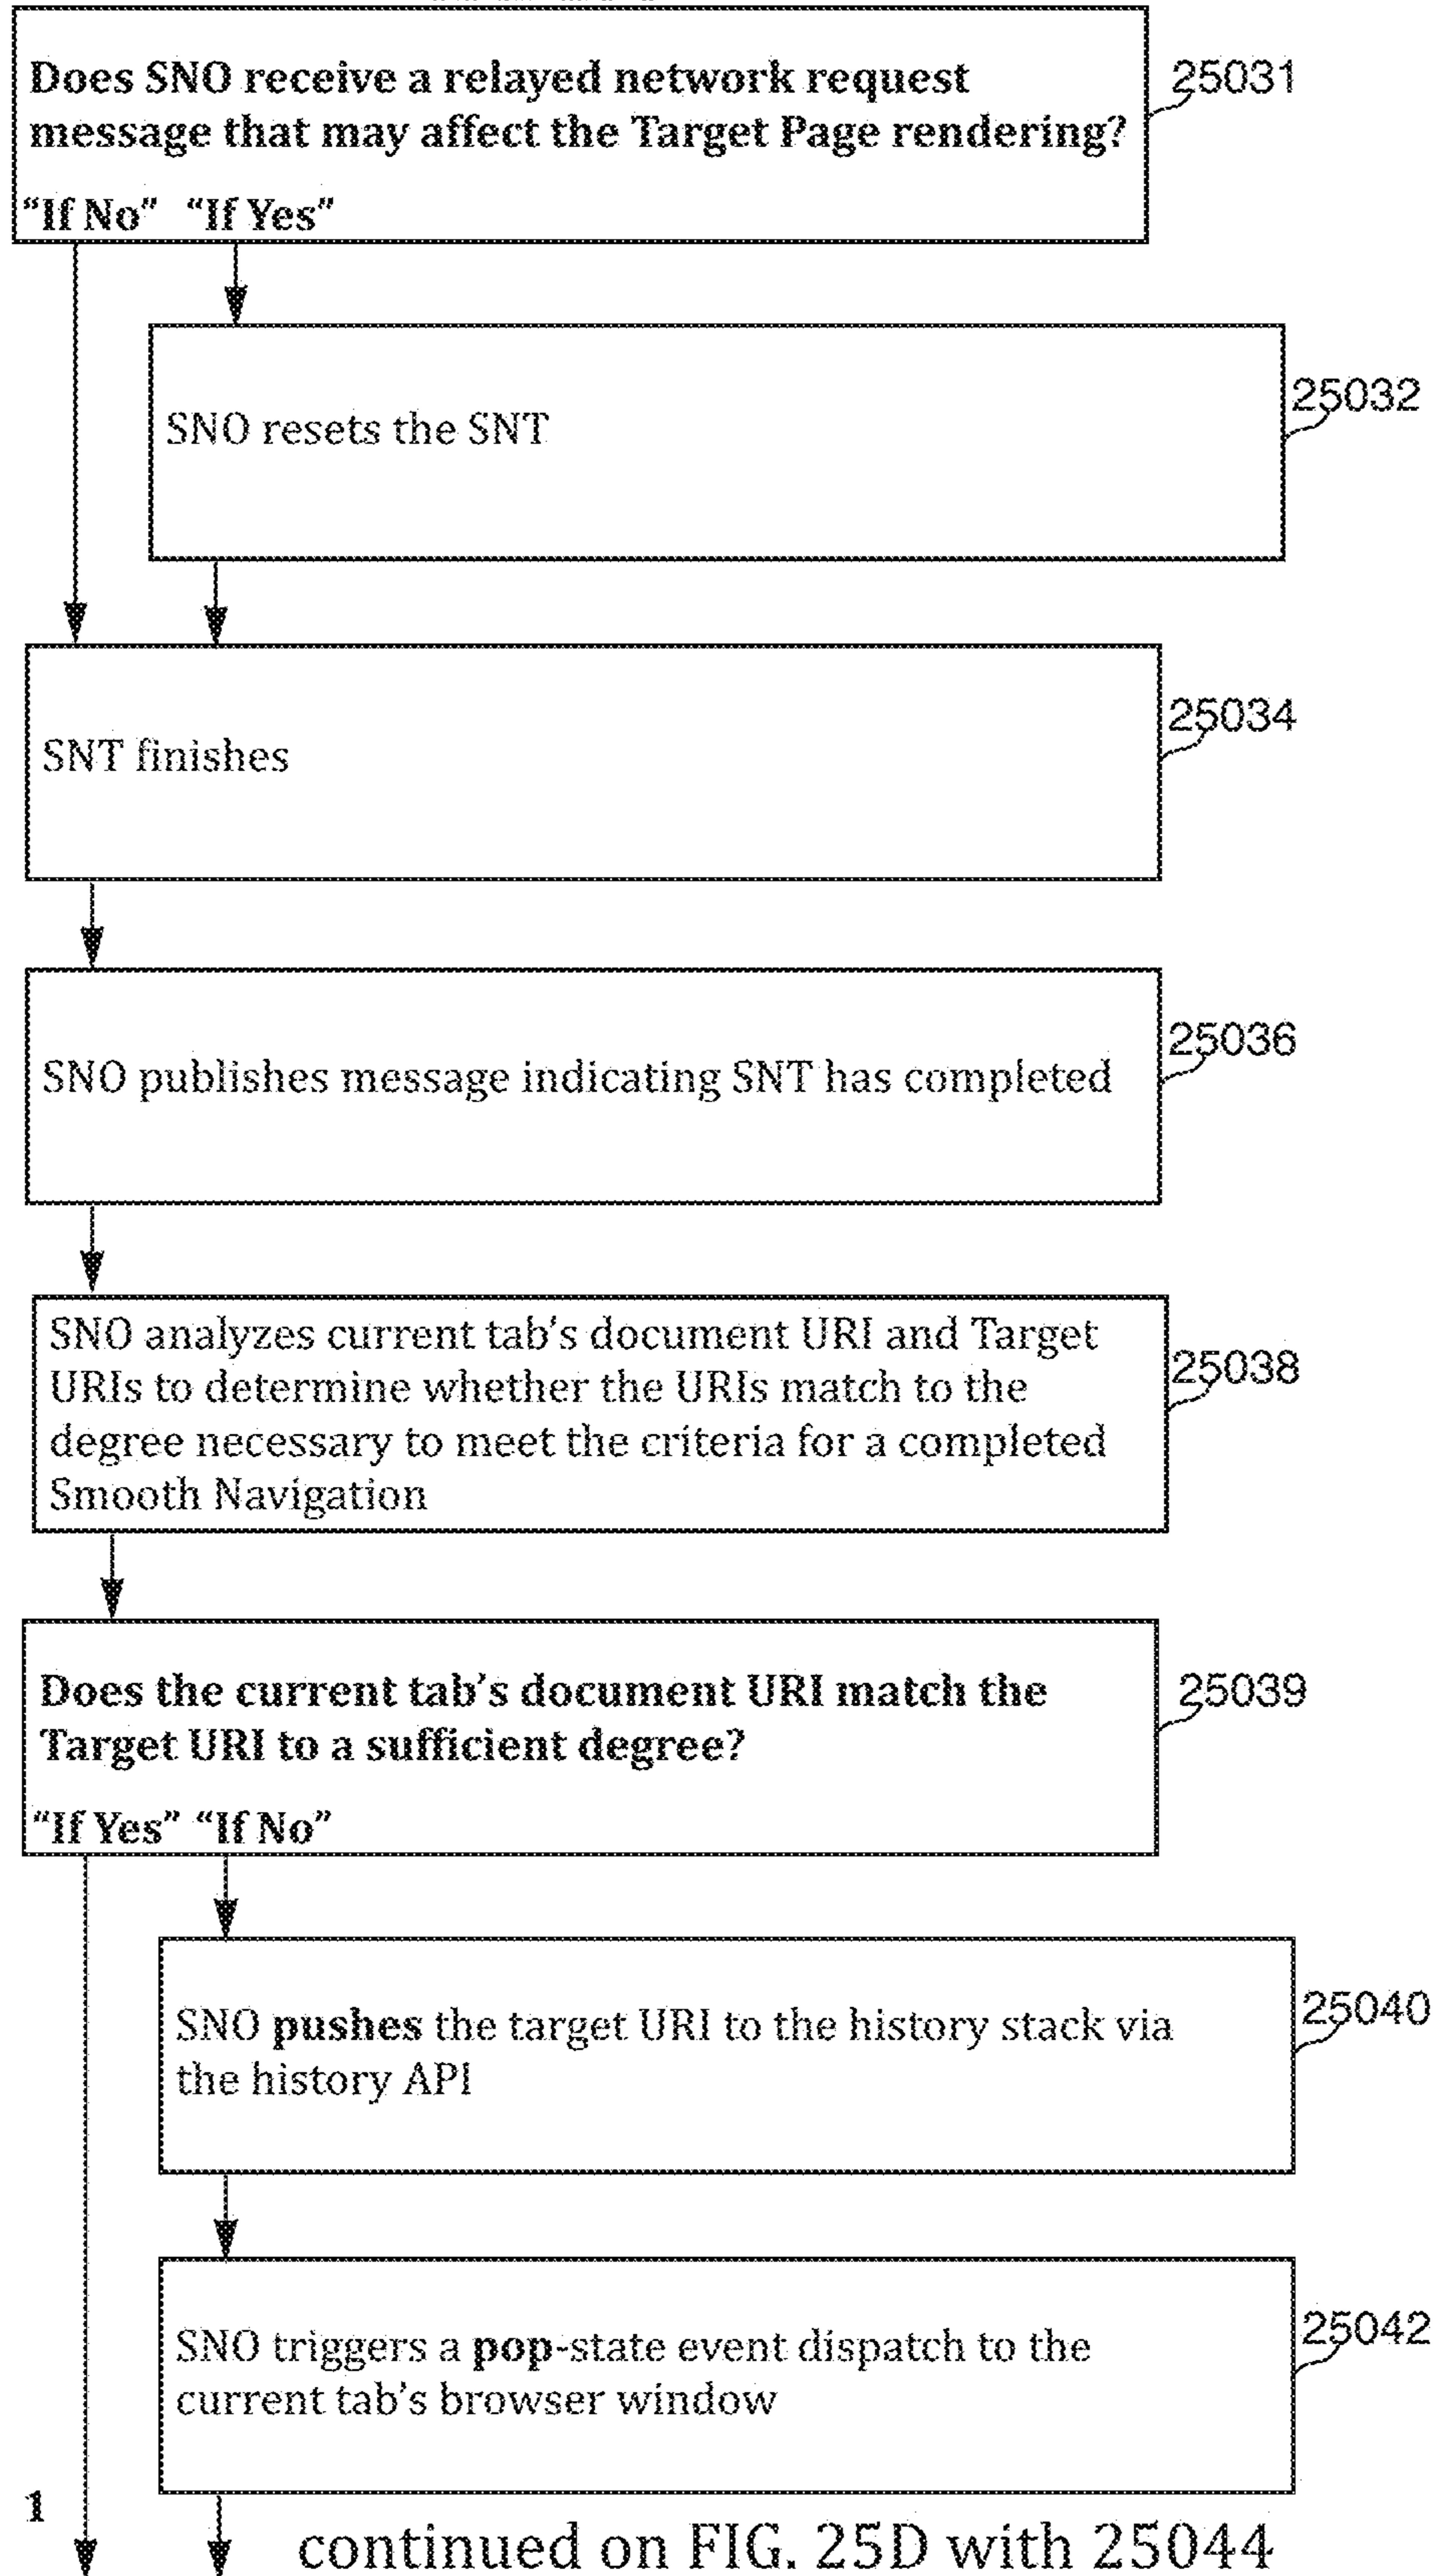 Does SNO receive a relayed network request
message that may affect the Target Page rendering?
"If No" "If Yes"
25031
SNO resets the SNT
25032
SNT finishes
25034
SNO publishes message indicating SNT has completed
25036
SNO analyzes current tab's document URI and Target
URIs to determine whether the URIs match to the
degree necessary to meet the criteria for a completed
Smooth Navigation
25038
Does the current tab's document URI match the
Target URI to a sufficient degree?
"If Yes" "If No"
25039
SNO pushes the target URI to the history stack via
the history API
25040
SNO triggers a pop-state event dispatch to the
current tab's browser window
25042
1
continued on FIG. 25D with 25044